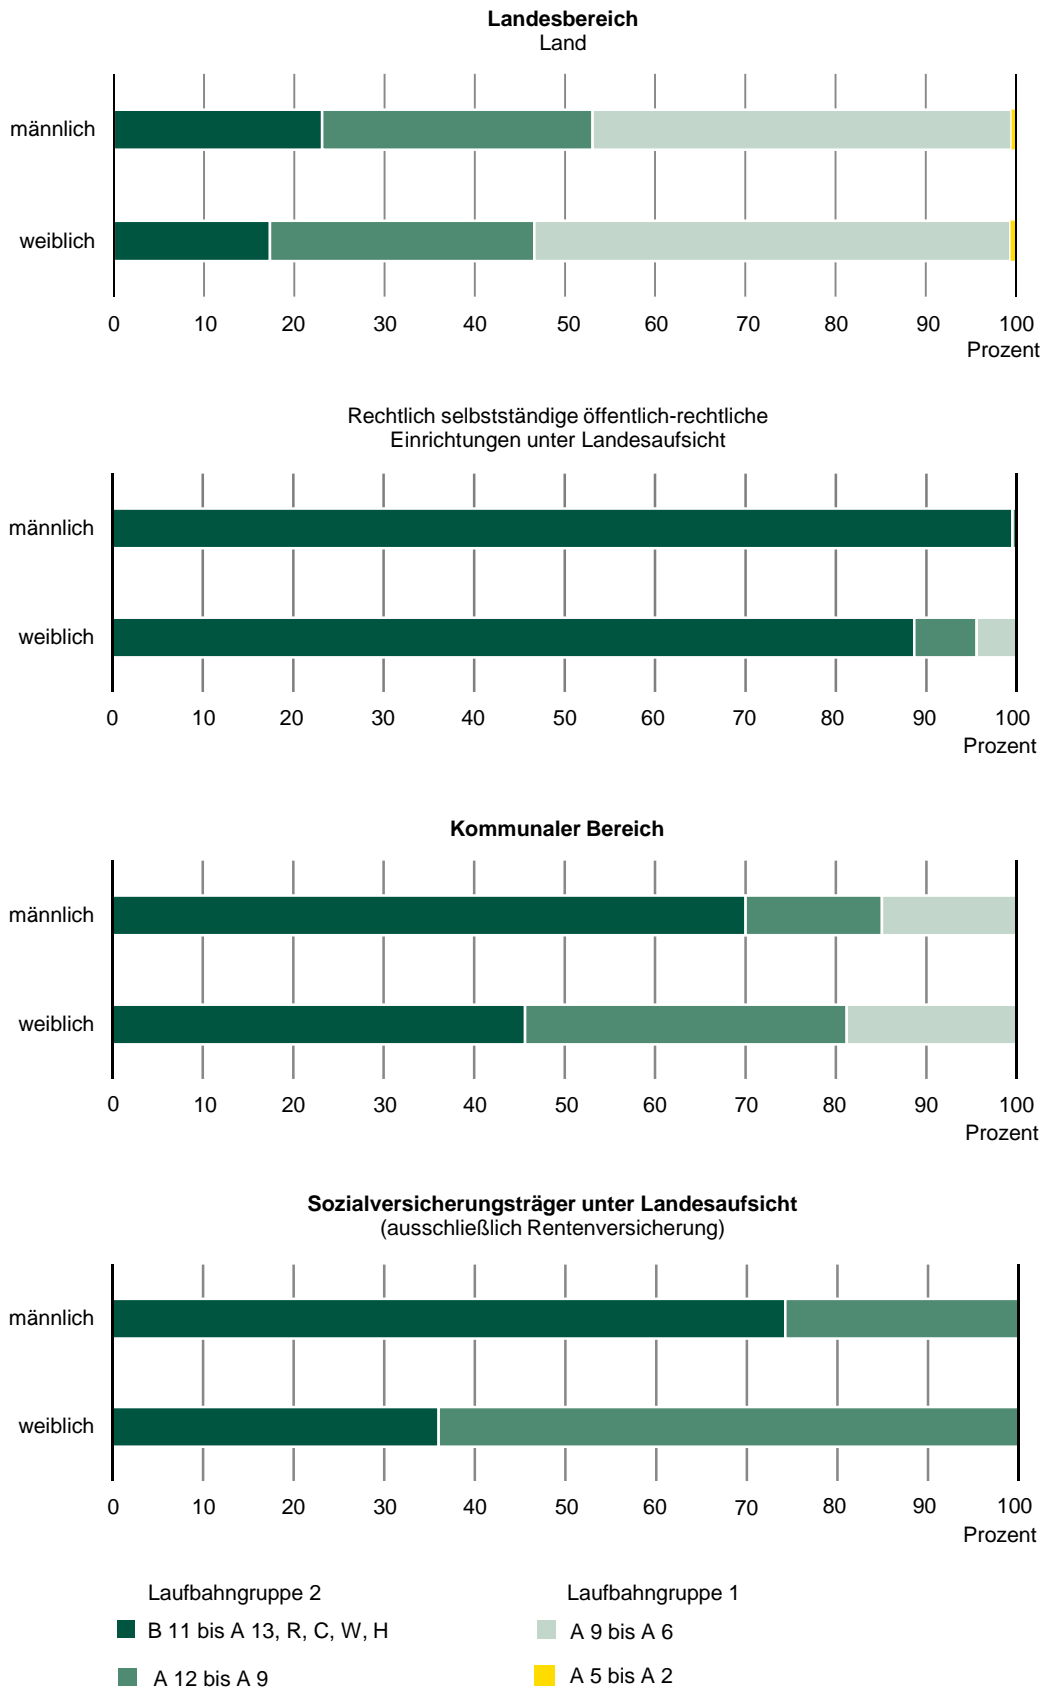 Landesbereich
Land
männlich
weiblich
0 10 20 30 40 50 60 70 80 90 100
Prozent
Rechtlich selbstständige öffentlich-rechtliche
Einrichtungen unter Landesaufsicht
männlich
weiblich
0 10 20 30 40 50 60 70 80 90 100
Prozent
Kommunaler Bereich
männlich
weiblich
0 10 20 30 40 50 60 70 80 90 100
Prozent
Sozialversicherungsträger unter Landesaufsicht
(ausschließlich Rentenversicherung)
männlich
weiblich
0 10 20 30 40 50 60 70 80 90 100
Prozent
Laufbahngruppe 2 Laufbahngruppe 1
B 11 bis A 13, R, C, W, H A 9 bis A 6
A 12 bis A 9 A 5 bis A 2